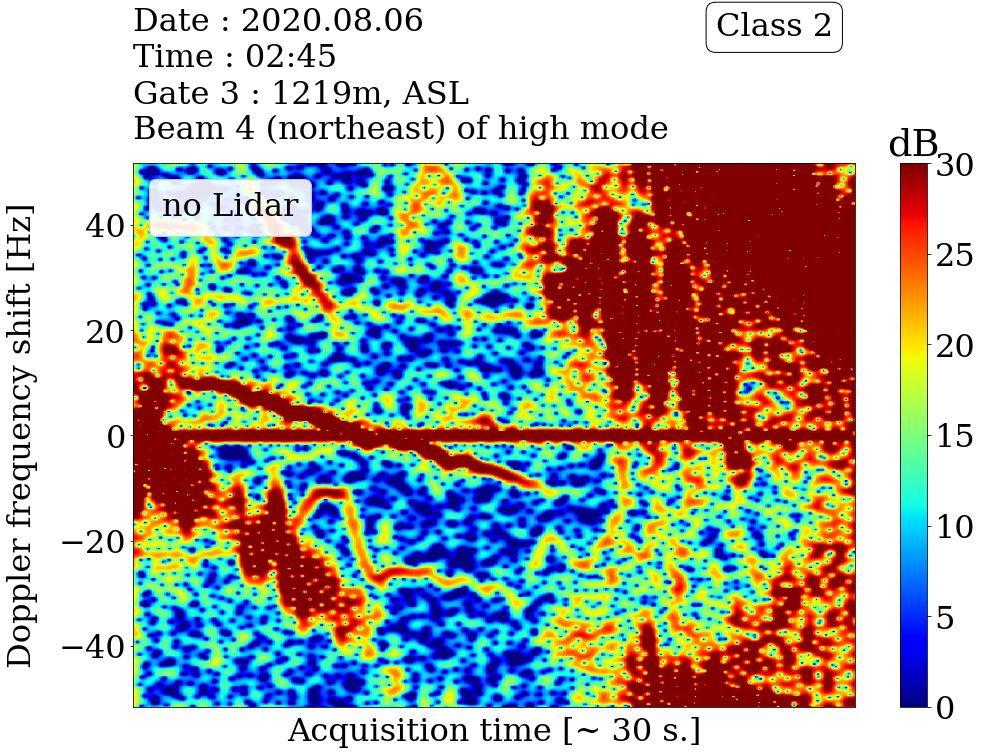 Date : 2020.08.06
Time : 02:45
Gate 3 : 1219m, ASL
Beam 4 (northeast) of high mode
Class 2
dB
no Lidar
Doppler frequency shift [Hz]
40
20
0
−20
−40
30
25
20
15
10
5
0
Acquisition time [~ 30 s.]